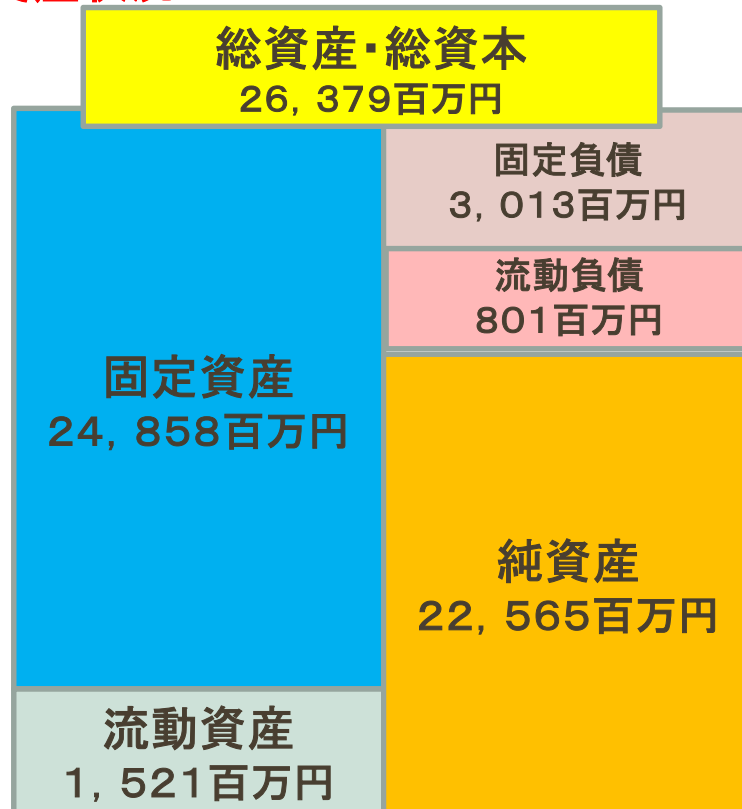 総資産・総資本
26, 379百万円
固定負債
3, 013百万円
流動負債
801百万円
固定資産
24, 858百万円
純資産
22, 565百万円
流動資産
1, 521百万円